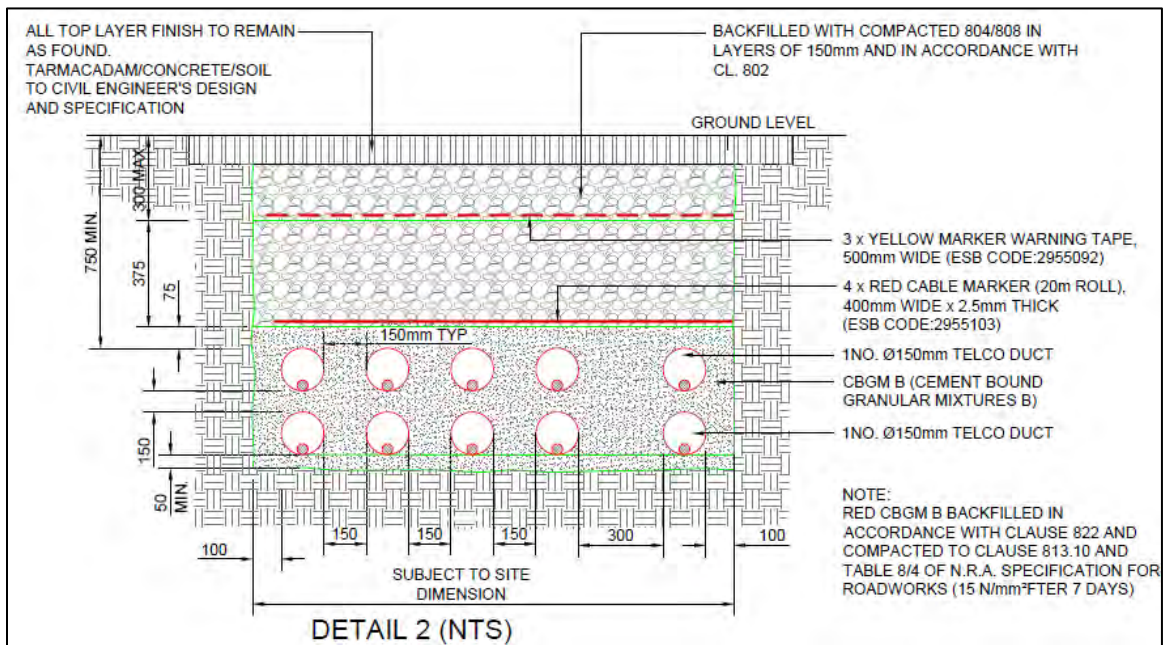 ALL TOP LAYER FINISH TO REMAIN
AS FOUND.
TARMACADAM/CONCRETE/SOIL
TO CIVIL ENGINEER'S DESIGN
AND SPECIFICATION
BACKFILLED WITH COMPACTED 804/808 IN
LAYERS OF 150mm AND IN ACCORDANCE WITH
CL. 802
GROUND LEVEL
300 MAX.
750 MIN.
375
75
3 x YELLOW MARKER WARNING TAPE,
500mm WIDE (ESB CODE:2955092)
4 x RED CABLE MARKER (20m ROLL),
400mm WIDE x 2.5mm THICK
(ESB CODE:2955103)
150mm TYP
1NO. Ø150mm TELCO DUCT
CBGM B (CEMENT BOUND
GRANULAR MIXTURES B)
1NO. Ø150mm TELCO DUCT
150
50
MIN.
NOTE:
RED CBGM B BACKFILLED IN
ACCORDANCE WITH CLAUSE 822 AND
COMPACTED TO CLAUSE 813.10 AND
TABLE 8/4 OF N.R.A. SPECIFICATION FOR
ROADWORKS (15 N/mm²FTER 7 DAYS)
100
150
150
150
300
100
SUBJECT TO SITE
DIMENSION
DETAIL 2 (NTS)